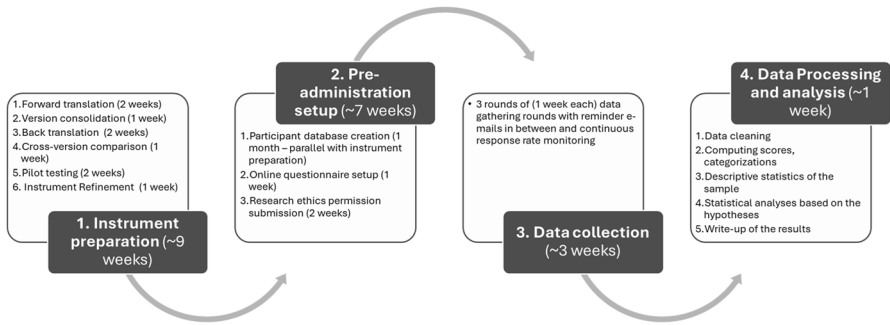 1.Forward translation (2 weeks)
2.Version consolidation (1 week)
3.Back translation (2 weeks)
4.Cross-version comparison (1
week)
5.Pilot testing (2 weeks)
6. Instrument Refinement (1 week)
1. Instrument
preparation (~9
weeks)
2. Pre-
administration
setup (~7 weeks)
1.Participant database creation (1
month – parallel with instrument
preparation)
2.Online questionnaire setup (1
week)
3.Research ethics permission
submission (2 weeks)
• 3 rounds of (1 week each) data
gathering rounds with reminder e-
mails in between and continuous
response rate monitoring
3. Data collection
(~3 weeks)
4. Data Processing
and analysis (~1
week)
1.Data cleaning
2.Computing scores,
categorizations
3.Descriptive statistics of the
sample
4.Statistical analyses based on the
hypotheses
5.Write-up of the results